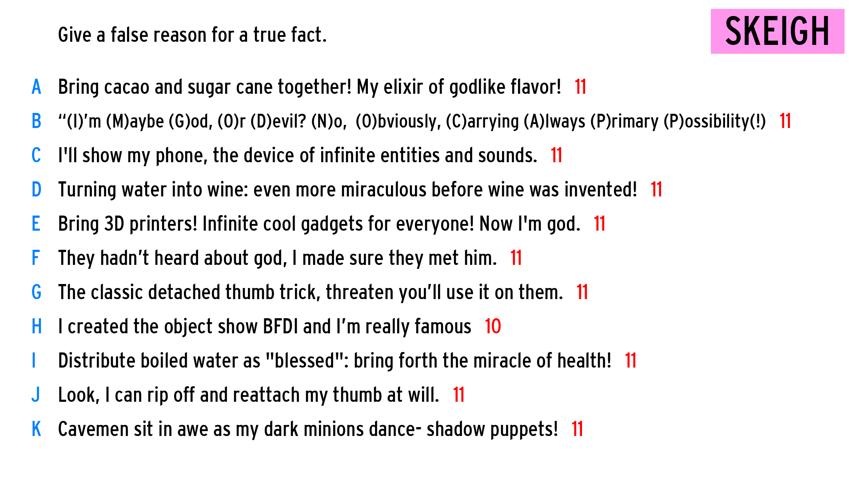 Give a false reason for a true fact.
SKEIGH
A Bring cacao and sugar cane together! My elixir of godlike flavor! 11
B “(I)’m (M)aybe (G)od, (O)r (D)evil? (N)o, (O)bviously, (C)arrying (A)lways (P)rimary (P)ossibility(!) 11
C I'll show my phone, the device of infinite entities and sounds. 11
D Turning water into wine: even more miraculous before wine was invented! 11
E Bring 3D printers! Infinite cool gadgets for everyone! Now I'm god. 11
F They hadn’t heard about god, I made sure they met him. 11
G The classic detached thumb trick, threaten you’ll use it on them. 11
H I created the object show BFDI and I’m really famous 10
I Distribute boiled water as "blessed": bring forth the miracle of health! 11
J Look, I can rip off and reattach my thumb at will. 11
K Cavemen sit in awe as my dark minions dance- shadow puppets! 11